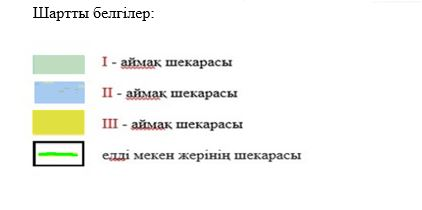 Шартты белгілер:
I - аймақ шекарасы
II - аймақ шекарасы
III - аймақ шекарасы
елді мекен жерінің шекарасы